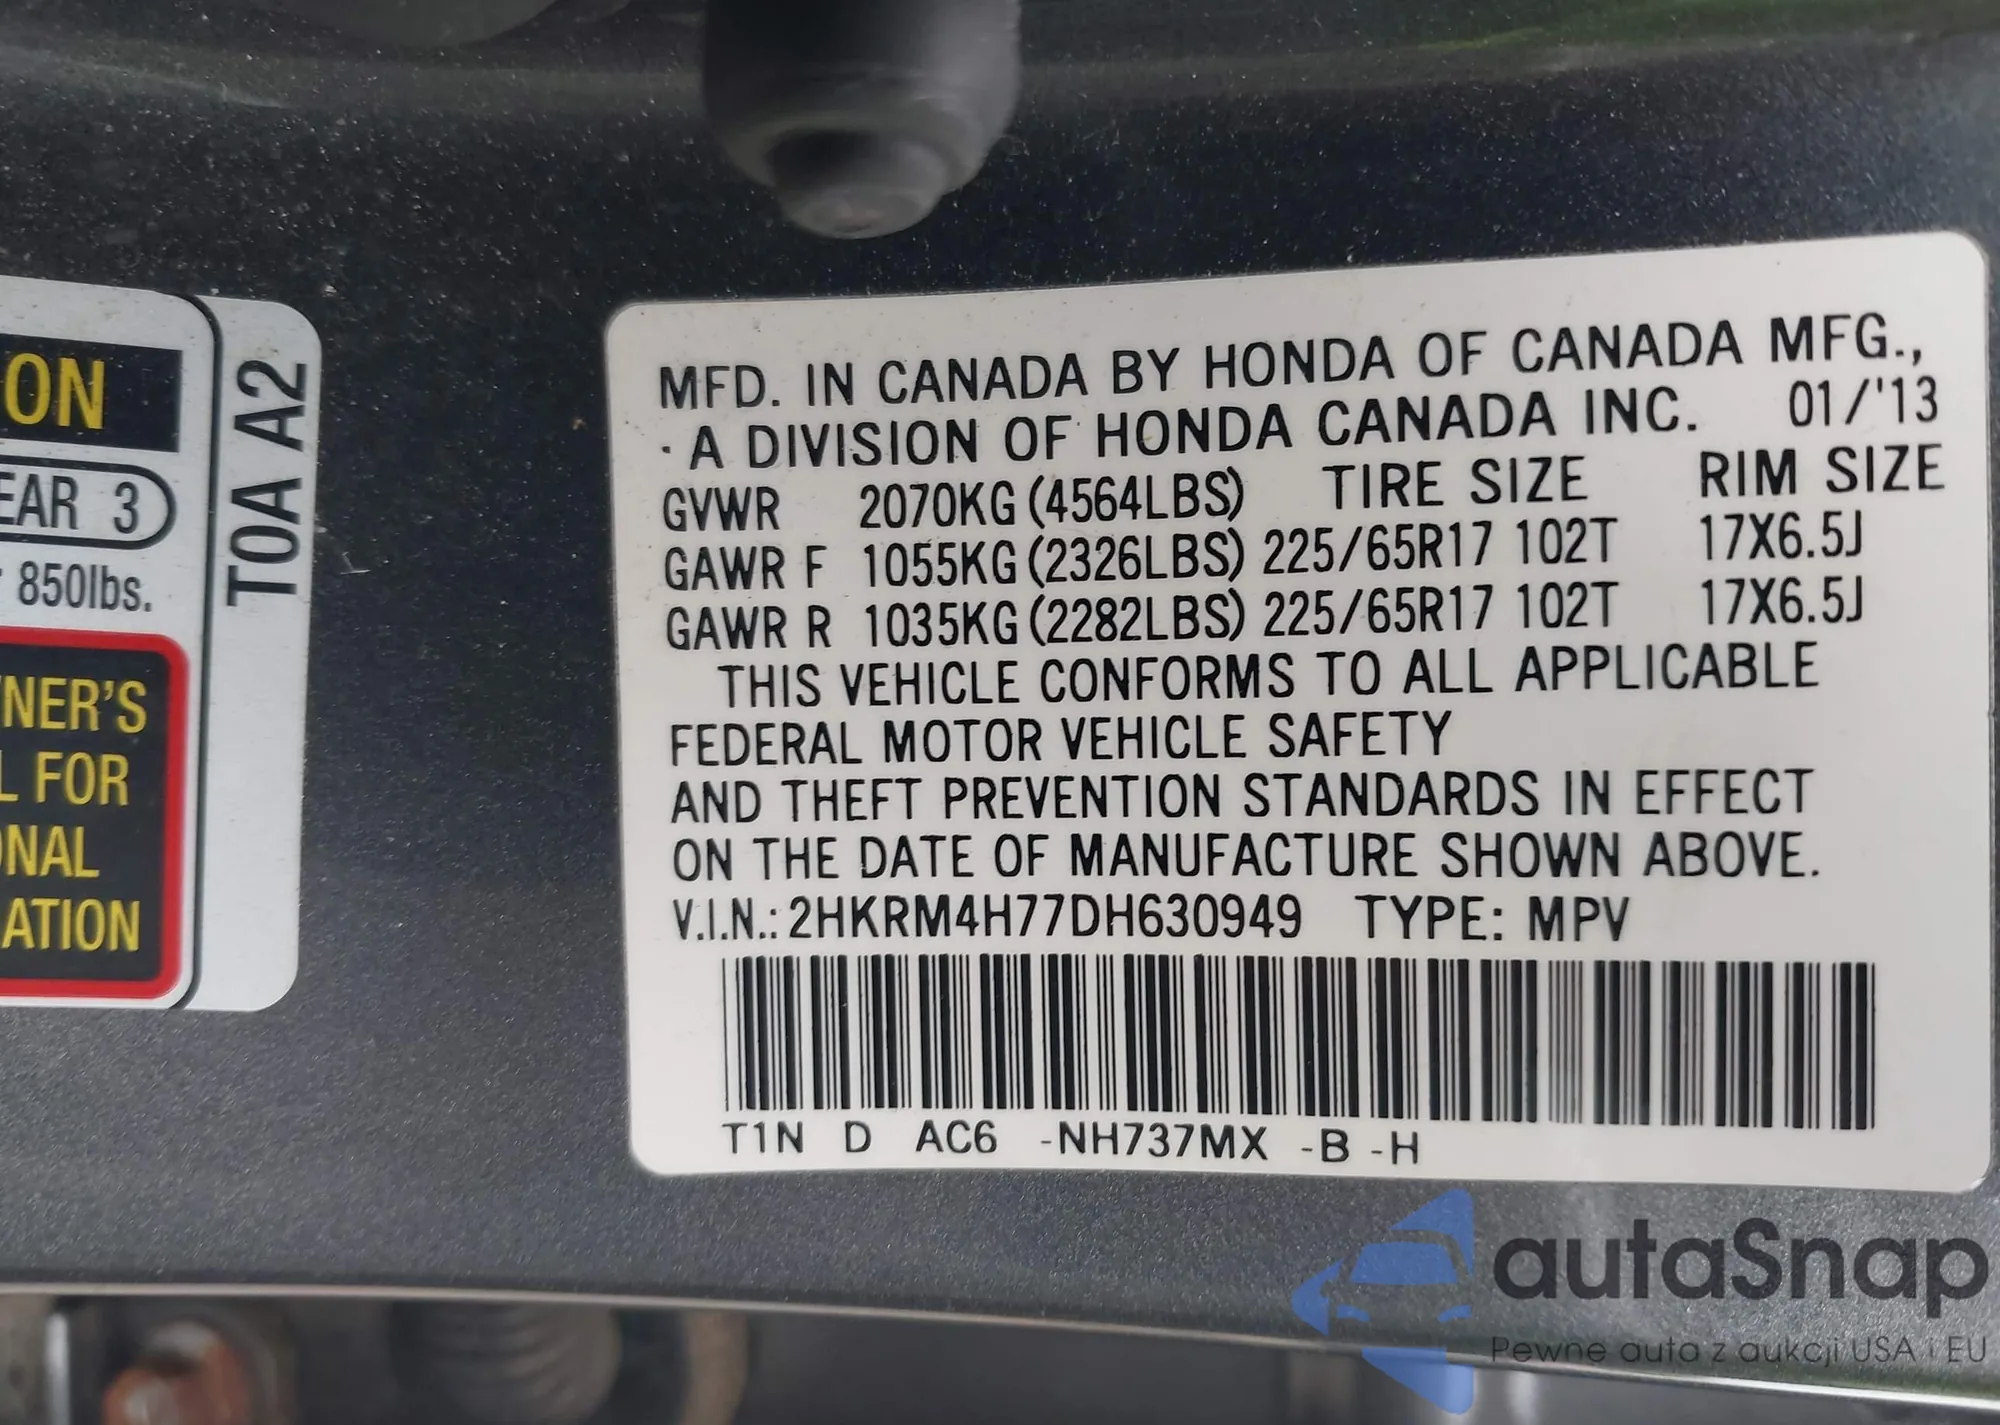 ON
EAR 3
850lbs.
NER'S
L FOR
ONAL
ATION
T0A A2
MFD. IN CANADA BY HONDA OF CANADA MFG.,
· A DIVISION OF HONDA CANADA INC. 01/'13
GVWR 2070KG (4564LBS) TIRE SIZE RIM SIZE
GAWR F 1055KG (2326LBS) 225/65R17 102T 17X6.5J
GAWR R 1035KG (2282LBS) 225/65R17 102T 17X6.5J
THIS VEHICLE CONFORMS TO ALL APPLICABLE
FEDERAL MOTOR VEHICLE SAFETY
AND THEFT PREVENTION STANDARDS IN EFFECT
ON THE DATE OF MANUFACTURE SHOWN ABOVE.
V.I.N.: 2HKRM4H77DH630949 TYPE: MPV
T1N D AC6 -NH737MX -B -H
autaSnap
Pewne auta z aukcji USA i EU